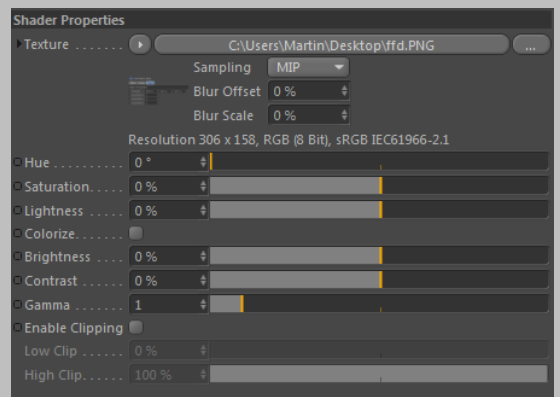 Shader Properties
Texture . . . . . . . C:\Users\Martin\Desktop\ffd.PNG ...
Sampling MIP
Blur Offset 0 %
Blur Scale 0 %
Resolution 306 x 158, RGB (8 Bit), sRGB IEC61966-2.1
Hue . . . . . . . . . . 0 °
Saturation. . . . . 0 %
Lightness . . . . . 0 %
Colorize. . . . . . .
Brightness . . . . 0 %
Contrast . . . . . . 0 %
Gamma . . . . . . . 1
Enable Clipping
Low Clip . . . . . . 0 %
High Clip. . . . . . 100 %